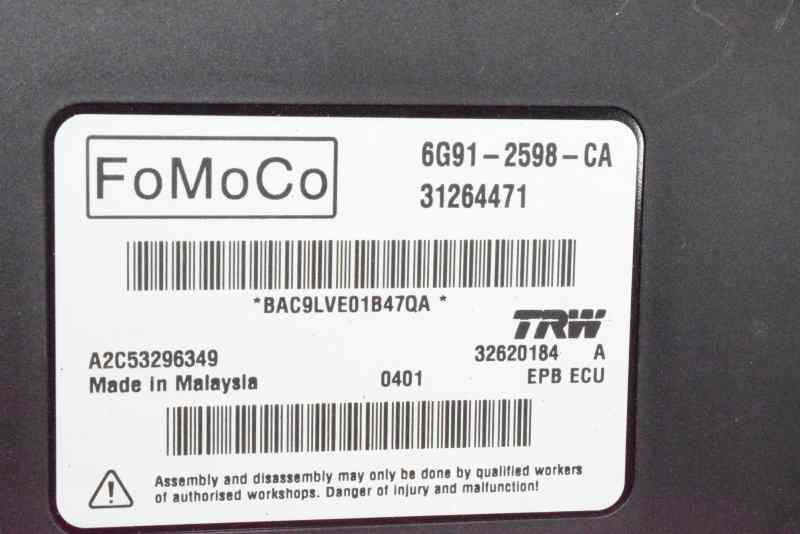 FoMoCo
6G91-2598-CA
31264471
*BAC9LVE01B47QA *
TRW
A2C53296349
32620184 A
Made in Malaysia
0401
EPB ECU
Assembly and disassembly may only be done by qualified workers
of authorised workshops. Danger of injury and malfunction!